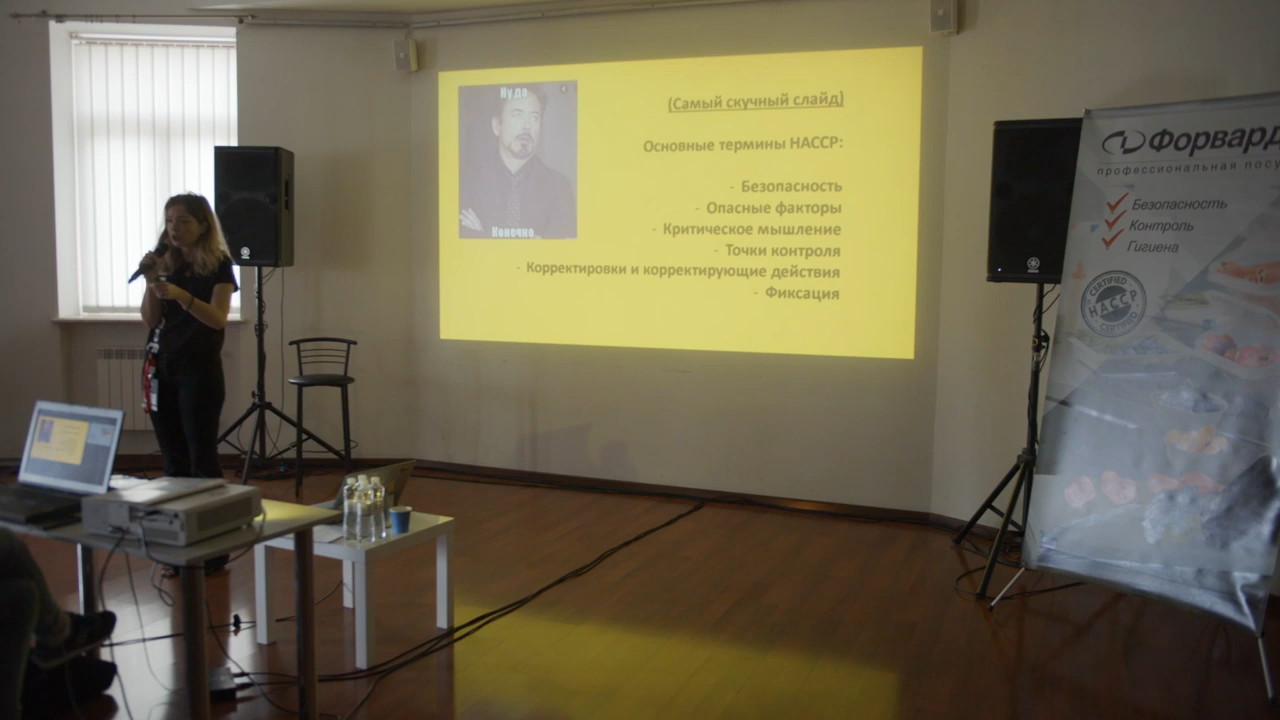 Ну да
Конечно...
(Самый скучный слайд)
Основные термины НАССР:
- Безопасность
- Опасные факторы
- Критическое мышление
- Точки контроля
- Корректировки и корректирующие действия
- Фиксация
Форвард
профессиональная посу
Безопасность
Контроль
Гигиена
CERTIFIED
HACCP
CERTIFIED